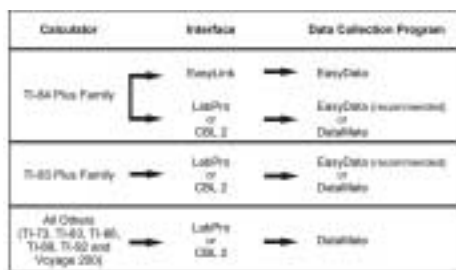 Calculator Interface Data Collection Program
EasyLink EasyData
TI-84 Plus Family
LabPro or CBL 2 EasyData (recommended) or DataMate
TI-83 Plus Family LabPro or CBL 2 EasyData (recommended) or DataMate
All Others
(TI-73, TI-83, TI-86,
TI-89, TI-92 and
Voyage 200)
LabPro
or
CBL 2
DataMate